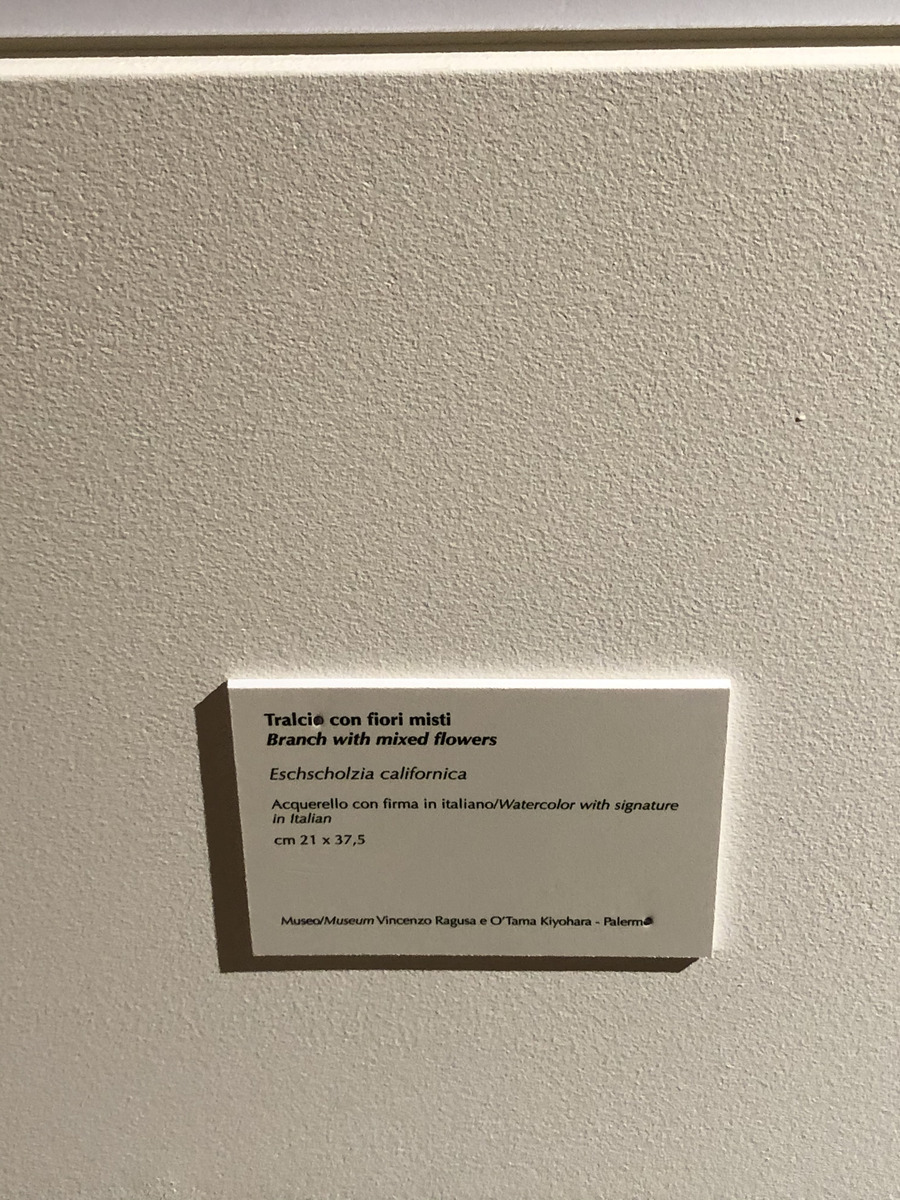 Tralcio con fiori misti
Branch with mixed flowers
Eschscholzia californica
Acquerello con firma in italiano/Watercolor with signature
in Italian
cm 21 x 37,5
Museo/Museum Vincenzo Ragusa e O'Tama Kiyohara - Palermo